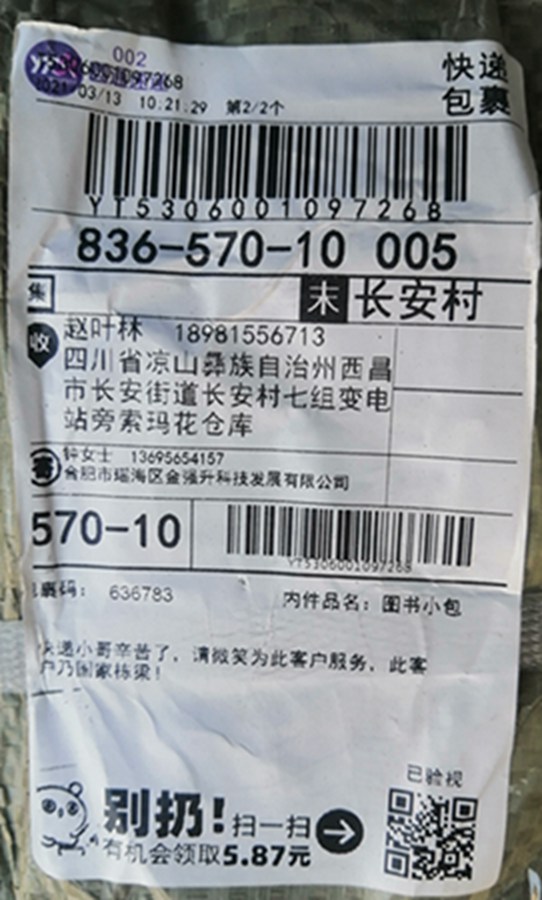 002
快递
包裹
03/13 10:21:29 第2/2个
YT5306001097268
836-570-10 005
集
末 长安村
收
赵叶林 18981556713
四川省凉山彝族自治州西昌
市长安街道长安村七组变电
站旁索玛花仓库
寄
钟女士 13695654157
合肥市瑶海区金强升科技发展有限公司
570-10
YT5306001097268
裹码: 636783
内件品名: 图书小包
快递小哥辛苦了, 请微笑为此客户服务, 此客
户乃国家栋梁!
已验视
别扔! 扫一扫
有机会领取5.87元